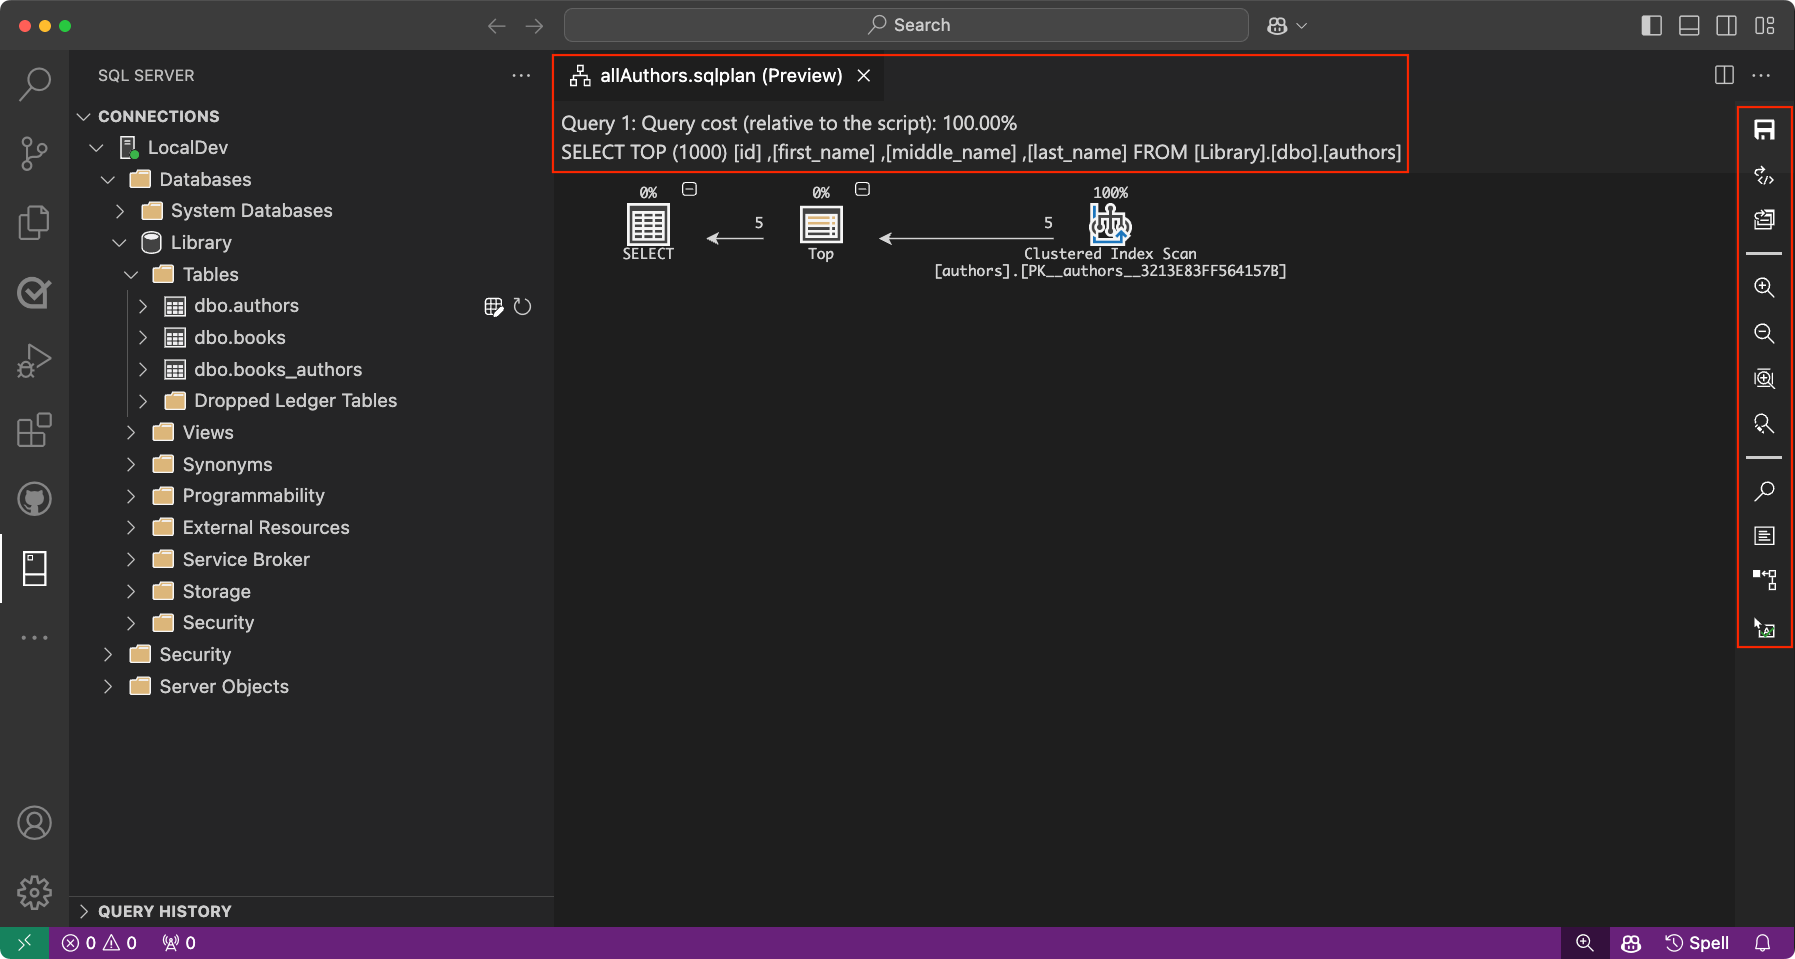 Search
SQL SERVER
CONNECTIONS
LocalDev
Databases
System Databases
Library
Tables
dbo.authors
dbo.books
dbo.books_authors
Dropped Ledger Tables
Views
Synonyms
Programmability
External Resources
Service Broker
Storage
Security
Security
Server Objects
QUERY HISTORY
allAuthors.sqlplan (Preview)
Query 1: Query cost (relative to the script): 100.00%
SELECT TOP (1000) [id] ,[first_name] ,[middle_name] ,[last_name] FROM [Library].[dbo].[authors]
0% 0% 100%
5 5
SELECT Top Clustered Index Scan
[authors].[PK__authors__3213E83FF564157B]
0 0 0 Spell